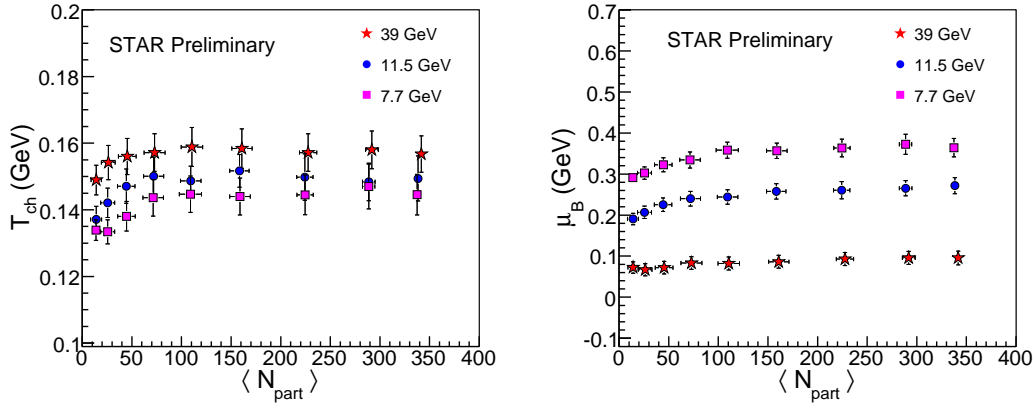 0.2
STAR Preliminary
39 GeV
11.5 GeV
7.7 GeV
0.18
0.16
0.14
0.12
0.1
T_ch (GeV)
0 50 100 150 200 250 300 350 400
⟨ N_part ⟩
0.7
STAR Preliminary
39 GeV
11.5 GeV
7.7 GeV
0.6
0.5
0.4
0.3
0.2
0.1
0
-0.1
μ_B (GeV)
0 50 100 150 200 250 300 350 400
⟨ N_part ⟩